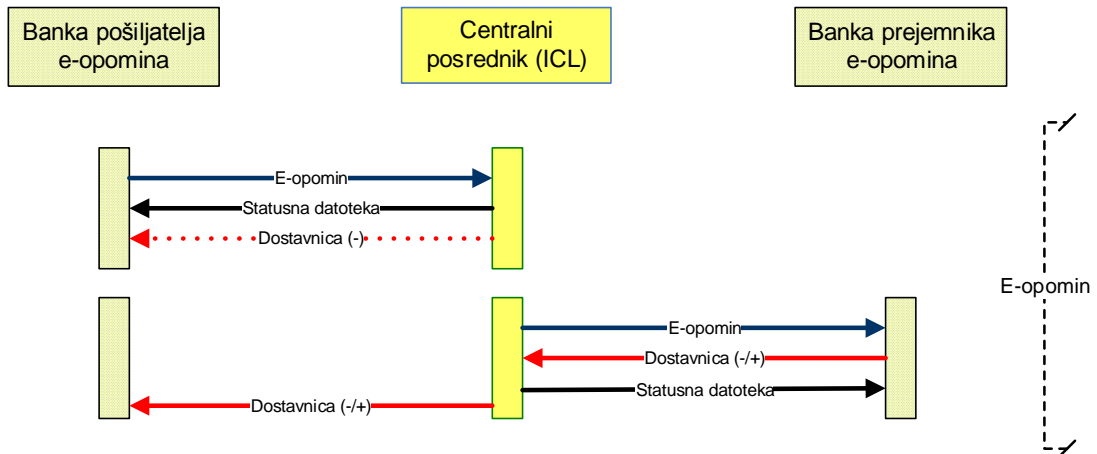 Banka pošiljatelja
e-opomina
Centralni
posrednik (ICL)
Banka prejemnika
e-opomina
E-opomin
Statusna datoteka
Dostavnica (-)
E-opomin
E-opomin
Dostavnica (-/+)
Statusna datoteka
Dostavnica (-/+)